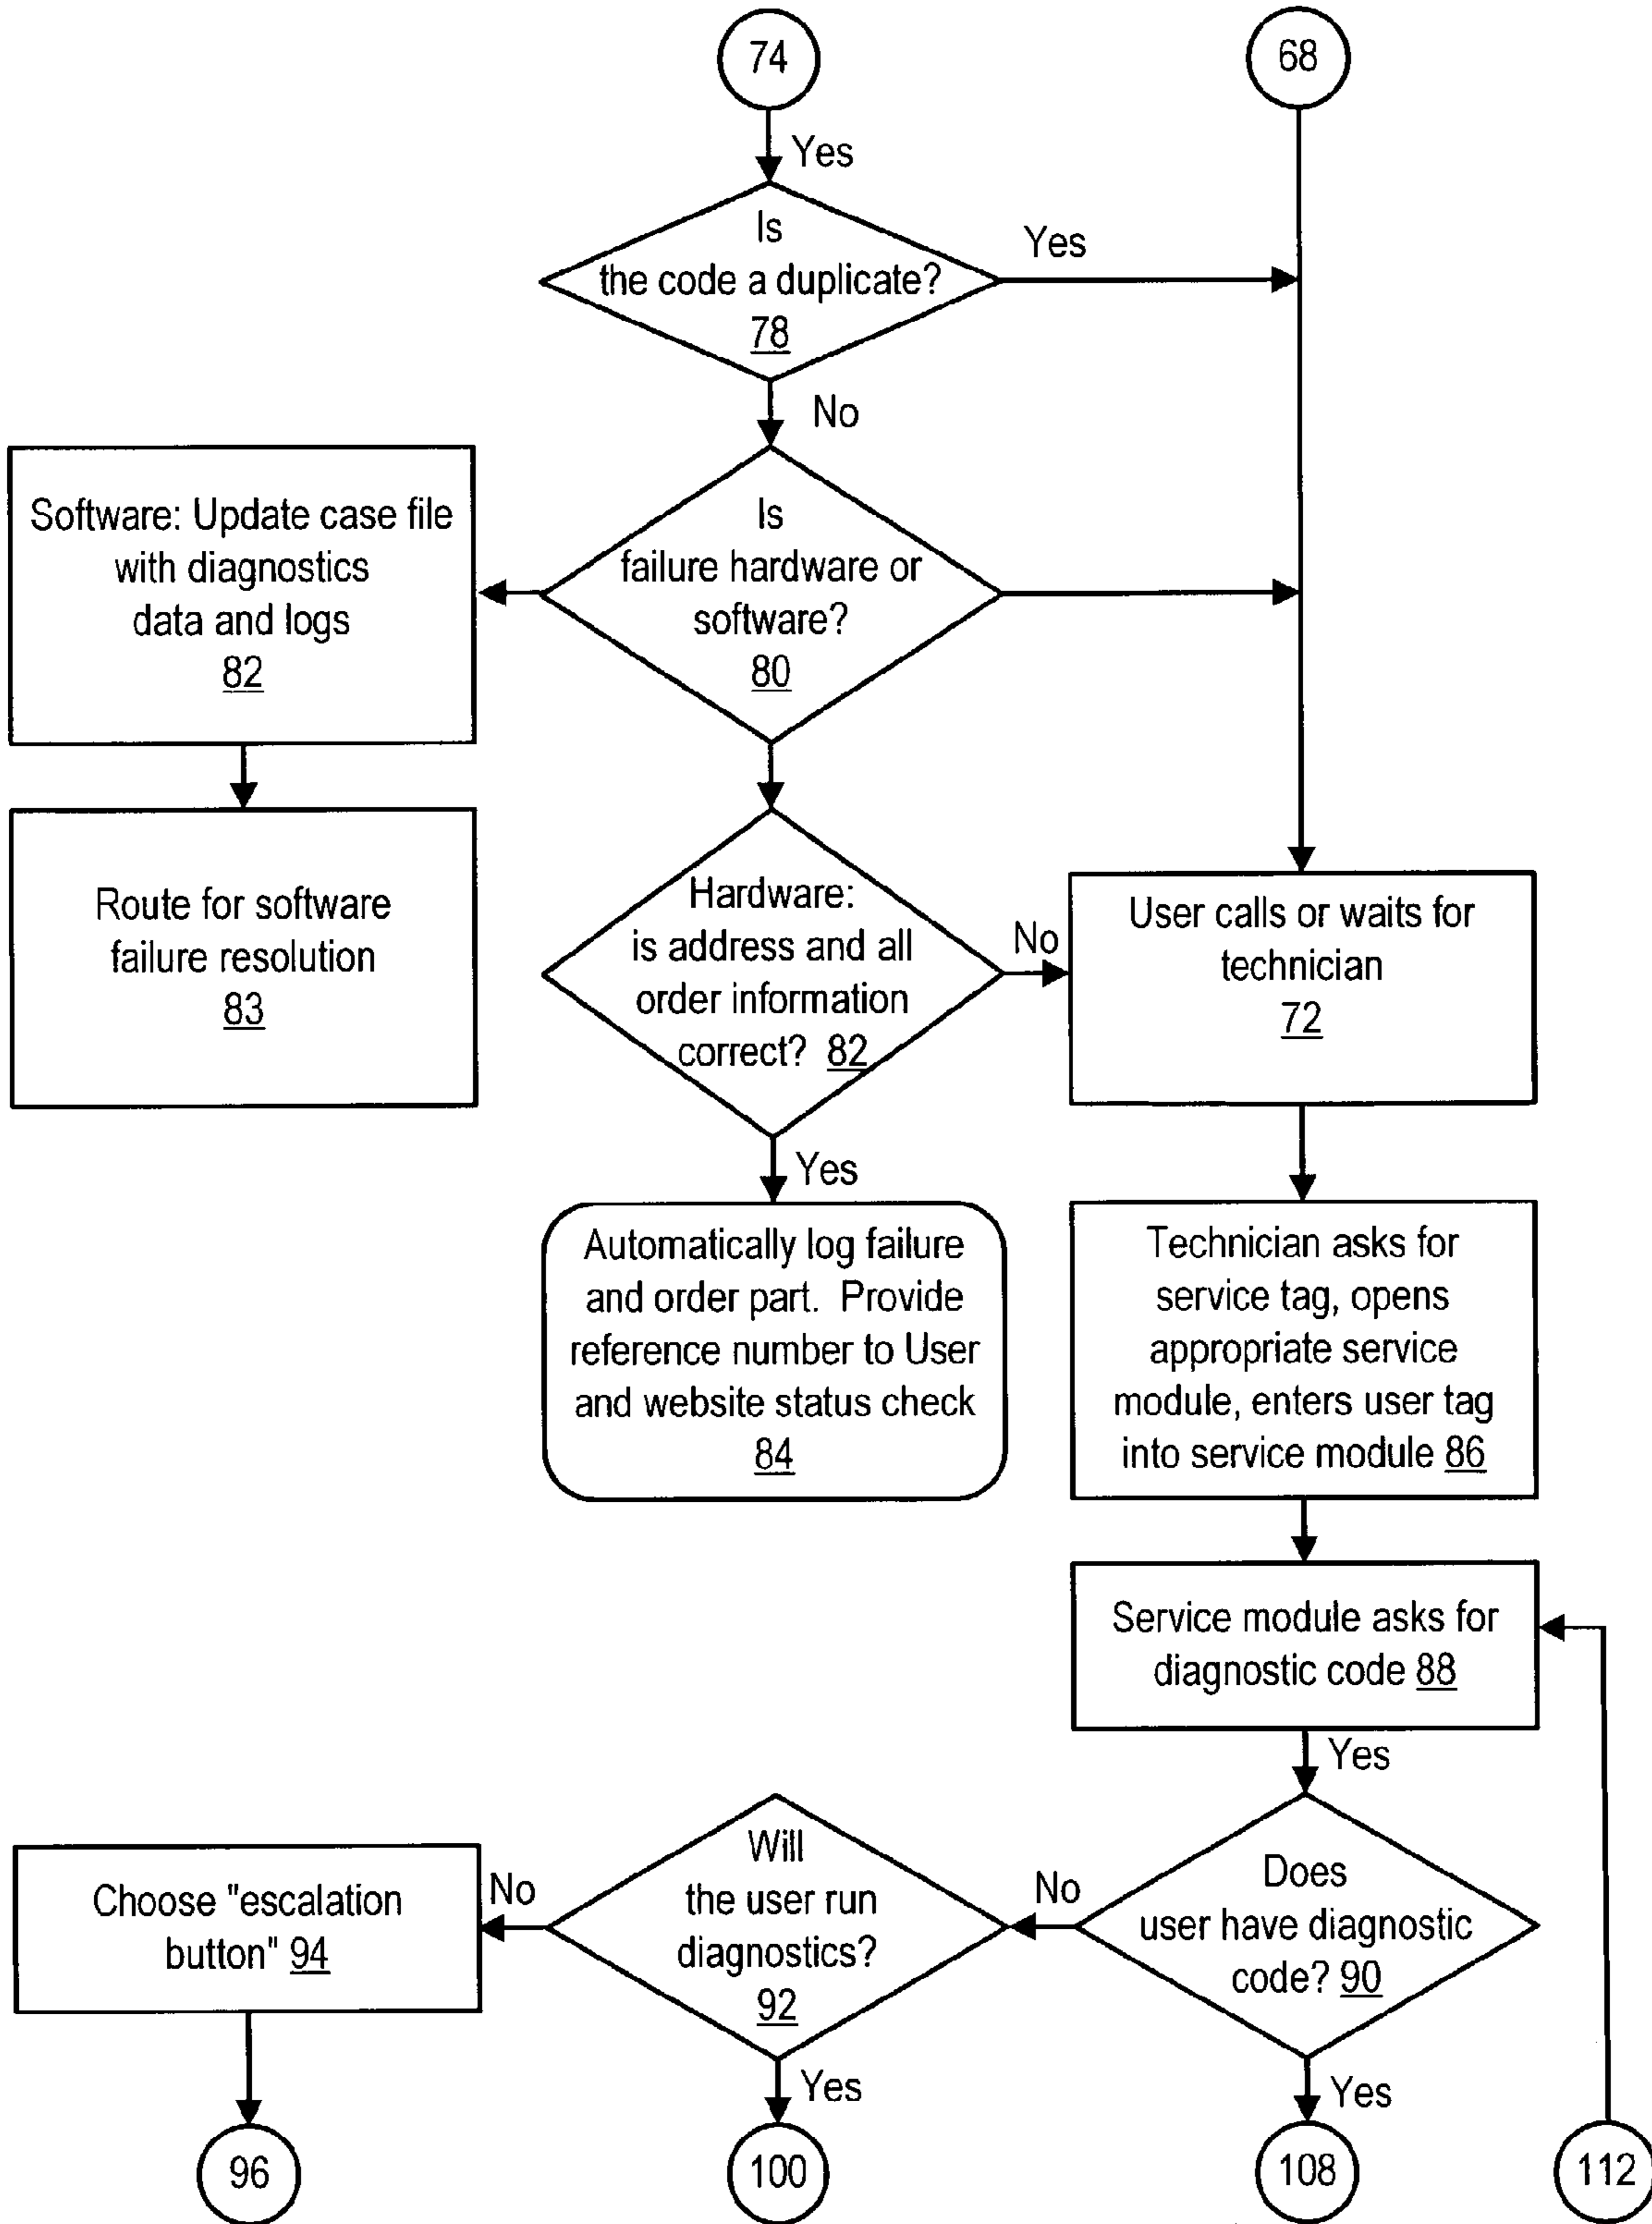 74
68
Yes
Is
the code a duplicate?
78
Yes
No
Software: Update case file
with diagnostics
data and logs
82
Is
failure hardware or
software?
80
Route for software
failure resolution
83
Hardware:
is address and all
order information
correct? 82
No
User calls or waits for
technician
72
Yes
Automatically log failure
and order part. Provide
reference number to User
and website status check
84
Technician asks for
service tag, opens
appropriate service
module, enters user tag
into service module 86
Service module asks for
diagnostic code 88
Yes
Choose "escalation
button" 94
No
Will
the user run
diagnostics?
92
No
Does
user have diagnostic
code? 90
Yes
Yes
96
100
108
112